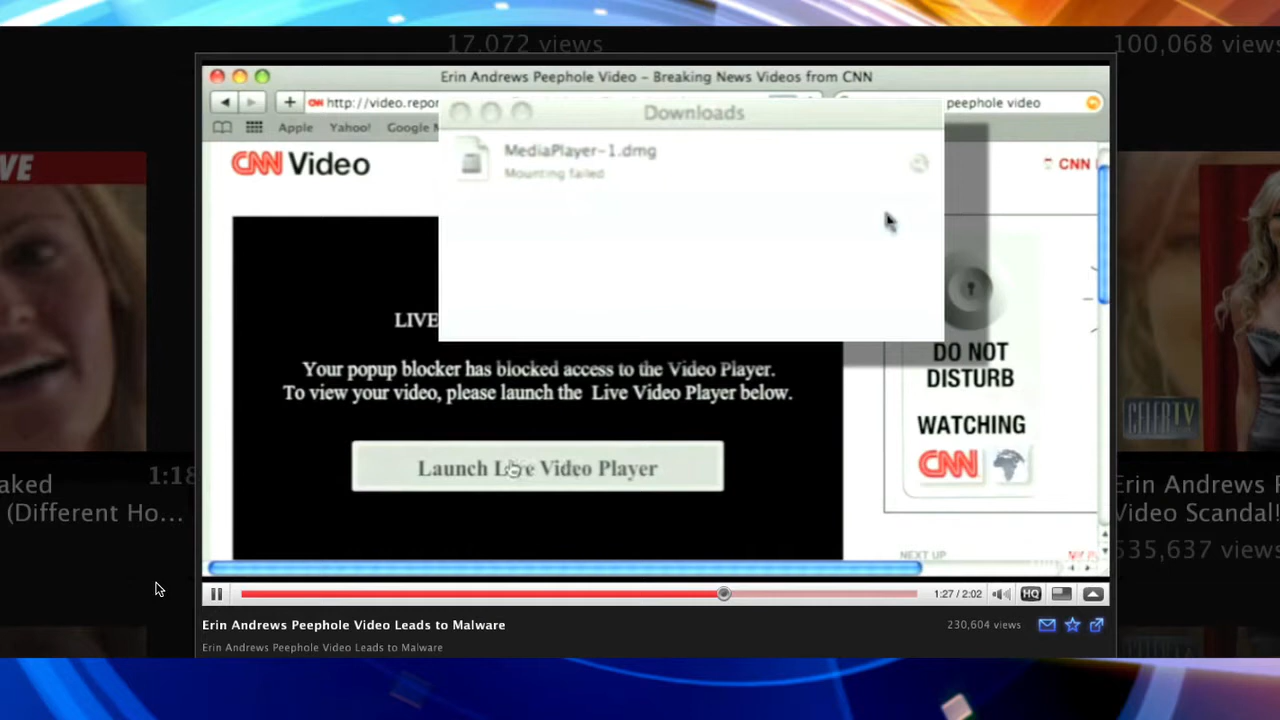 17,072 views
100,068 views
Erin Andrews Peephole Video – Breaking News Videos from CNN
CNN http://video.repor
peephole video
Apple Yahoo! Google M
Downloads
MediaPlayer-1.dmg
Mounting failed
CNN Video
CNN
LIVE
Your popup blocker has blocked access to the Video Player.
To view your video, please launch the Live Video Player below.
Launch Live Video Player
DO NOT
DISTURB
WATCHING
CNN
NEXT UP
VE
CELEBTV
aked
1:18
(Different Ho...
Erin Andrews
Video Scandal!
535,637 views
1:27 / 2:02
HQ
Erin Andrews Peephole Video Leads to Malware
230,604 views
Erin Andrews Peephole Video Leads to Malware